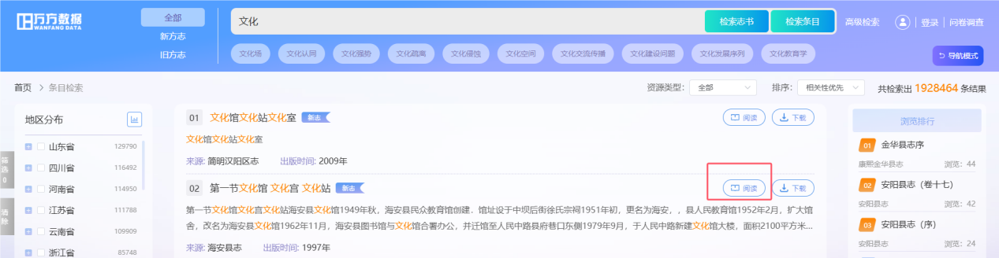 万方数据
WANFANG DATA
全部
新方志
旧方志
文化
检索志书
检索条目
高级检索
登录
问卷调查
文化场
文化认同
文化强势
文化疏离
文化侵蚀
文化空间
文化交流传播
文化建设问题
文化发展序列
文化教育学
导航模式
首页 > 条目检索
资源类型： 全部
排序： 相关性优先
共检索出 1928464 条结果
筛选 0
清除
地区分布
山东省 129790
四川省 116492
河南省 114950
江苏省 111788
云南省 109909
浙江省 85748
01 文化馆文化站文化室 新志
阅读
下载
文化馆文化站文化室
来源: 简明汉阳区志 出版时间: 2009年
02 第一节文化馆 文化宫 文化站 新志
阅读
下载
第一节文化馆文化宫文化站海安县文化馆1949年秋，海安县民众教育馆创建．馆址设于中坝后街徐氏宗祠1951年初，更名为海安，，县人民教育馆1952年2月，扩大馆
舍，改名为海安县文化馆1962年11月，海安县图书馆与文化馆合署办公，并迁馆至人民中路县府巷口东侧1979年9月，于人民中路新建文化馆大楼，面积2100平方米...
来源: 海安县志 出版时间: 1997年
浏览排行
01 金华县志序
康熙金华县志 浏览：44
02 安阳县志（卷十七）
安阳县志 浏览：42
03 安阳县志（序）
安阳县志 浏览：24